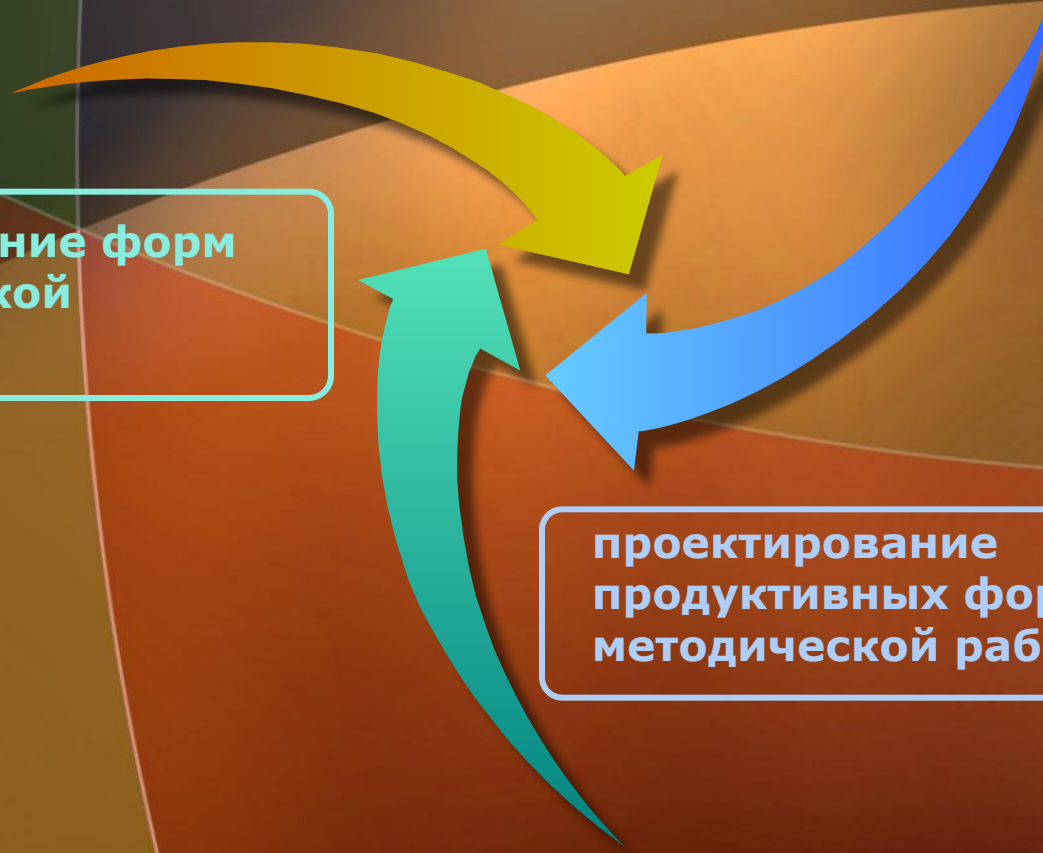 ние форм
кой
проектирование
продуктивных фор
методической раб